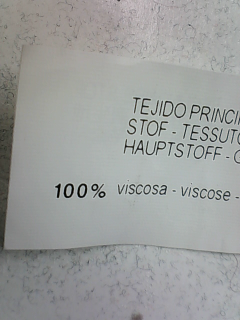 TEJIDO PRINCI
STOF - TESSUTO
HAUPTSTOFF -
100% viscosa - viscose -